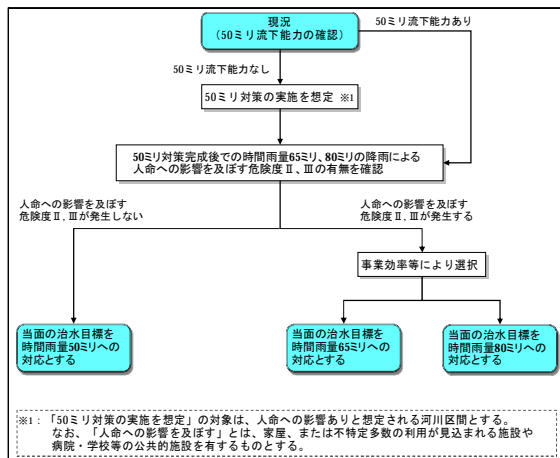 現況
（50ミリ流下能力の確認）
50ミリ流下能力あり
50ミリ流下能力なし
50ミリ対策の実施を想定 ※1
50ミリ対策完成後での時間雨量65ミリ、80ミリの降雨による
人命への影響を及ぼす危険度Ⅱ、Ⅲの有無を確認
人命への影響を及ぼす
危険度Ⅱ,Ⅲが発生しない
人命への影響を及ぼす
危険度Ⅱ,Ⅲが発生する
事業効率等により選択
当面の治水目標を
時間雨量50ミリへの
対応とする
当面の治水目標を
時間雨量65ミリへの
対応とする
当面の治水目標を
時間雨量80ミリへの
対応とする
※1：「50ミリ対策の実施を想定」の対象は、人命への影響ありと想定される河川区間とする。
なお、「人命への影響を及ぼす」とは、家屋、または不特定多数の利用が見込まれる施設や
病院・学校等の公共的施設を有するものとする。